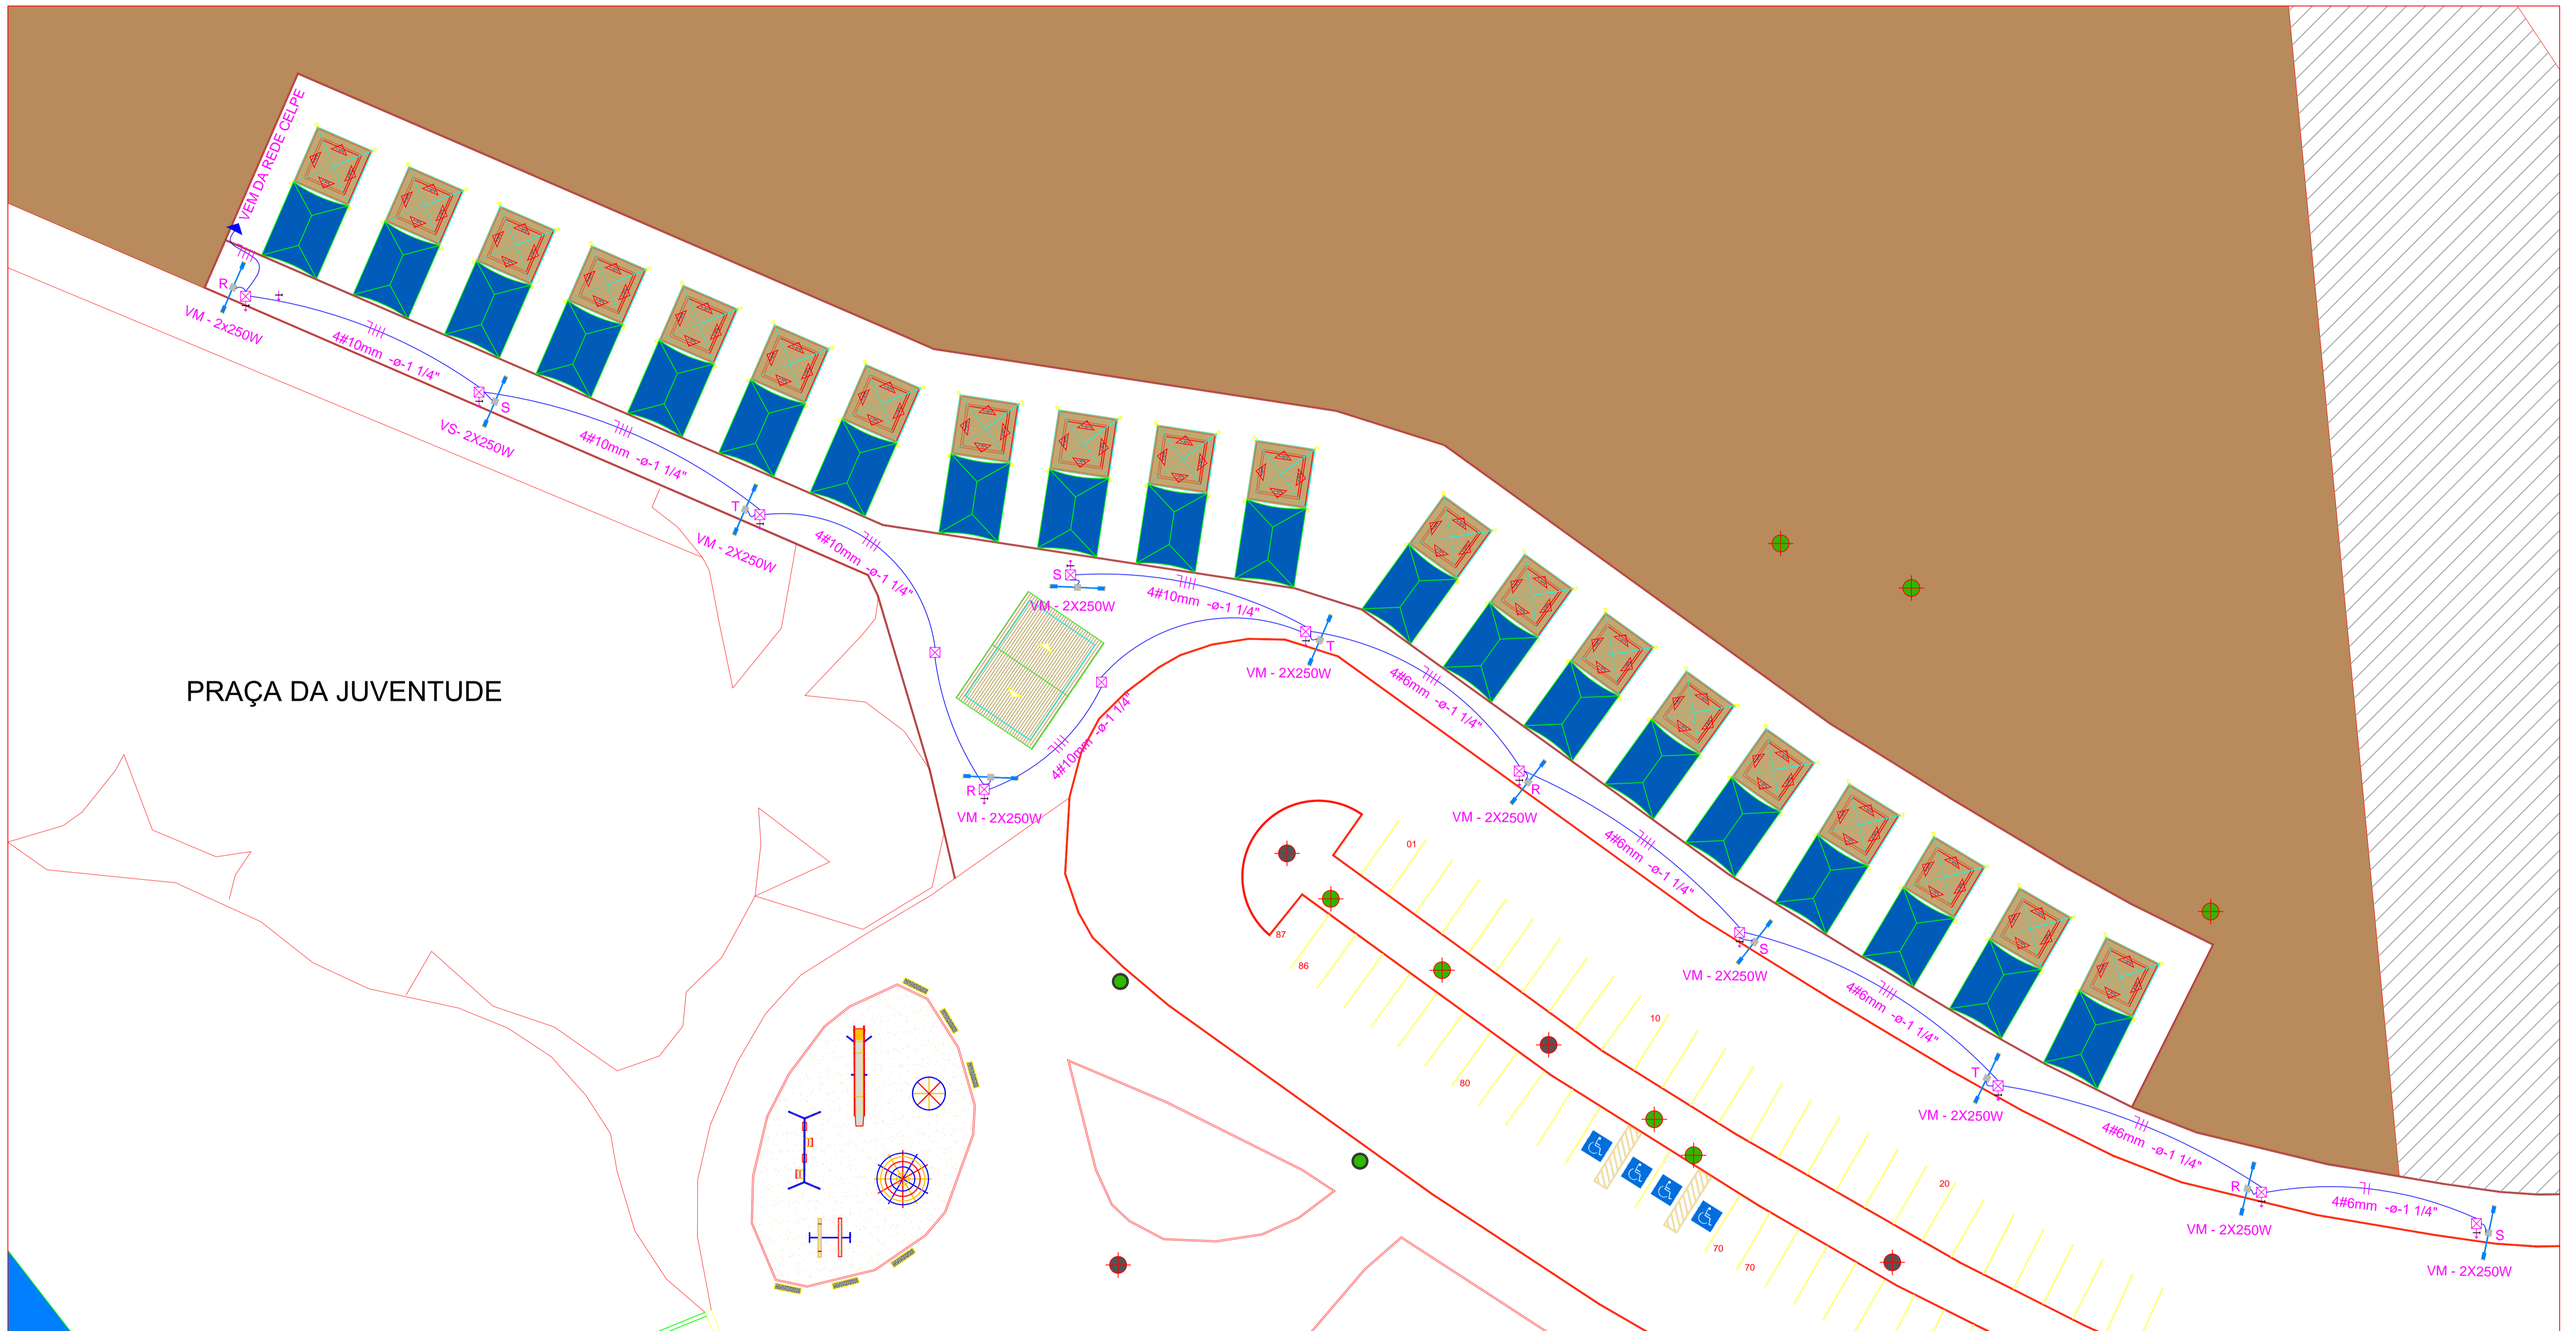 VEM DA REDE CELPE
R
VM - 2x250W
4#10mm -ø-1 1/4"
S
VS- 2X250W
4#10mm -ø-1 1/4"
T
VM - 2X250W
4#10mm -ø-1 1/4"
S
VM - 2X250W
4#10mm -ø-1 1/4"
T
VM - 2X250W
PRAÇA DA JUVENTUDE
4#10mm -ø-1 1/4"
R
VM - 2X250W
4#6mm -ø-1 1/4"
R
VM - 2X250W
4#6mm -ø-1 1/4"
S
VM - 2X250W
4#6mm -ø-1 1/4"
T
VM - 2X250W
4#6mm -ø-1 1/4"
R
VM - 2X250W
4#6mm -ø-1 1/4"
S
VM - 2X250W
01
87
86
10
80
20
70
70